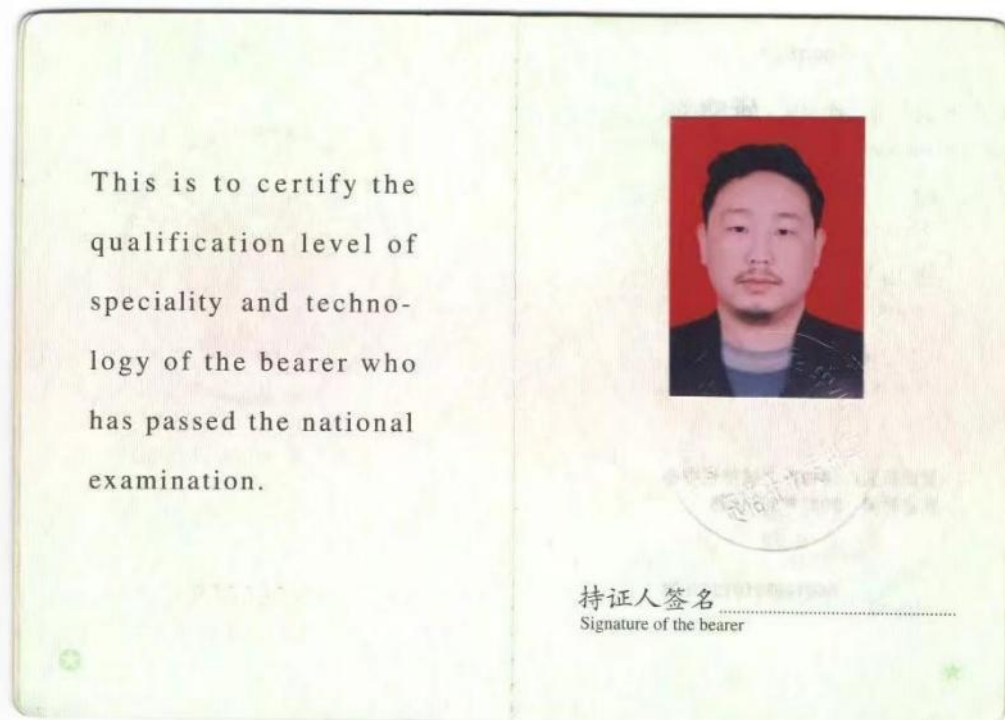 This is to certify the
qualification level of
speciality and techno-
logy of the bearer who
has passed the national
examination.
持证人签名
Signature of the bearer